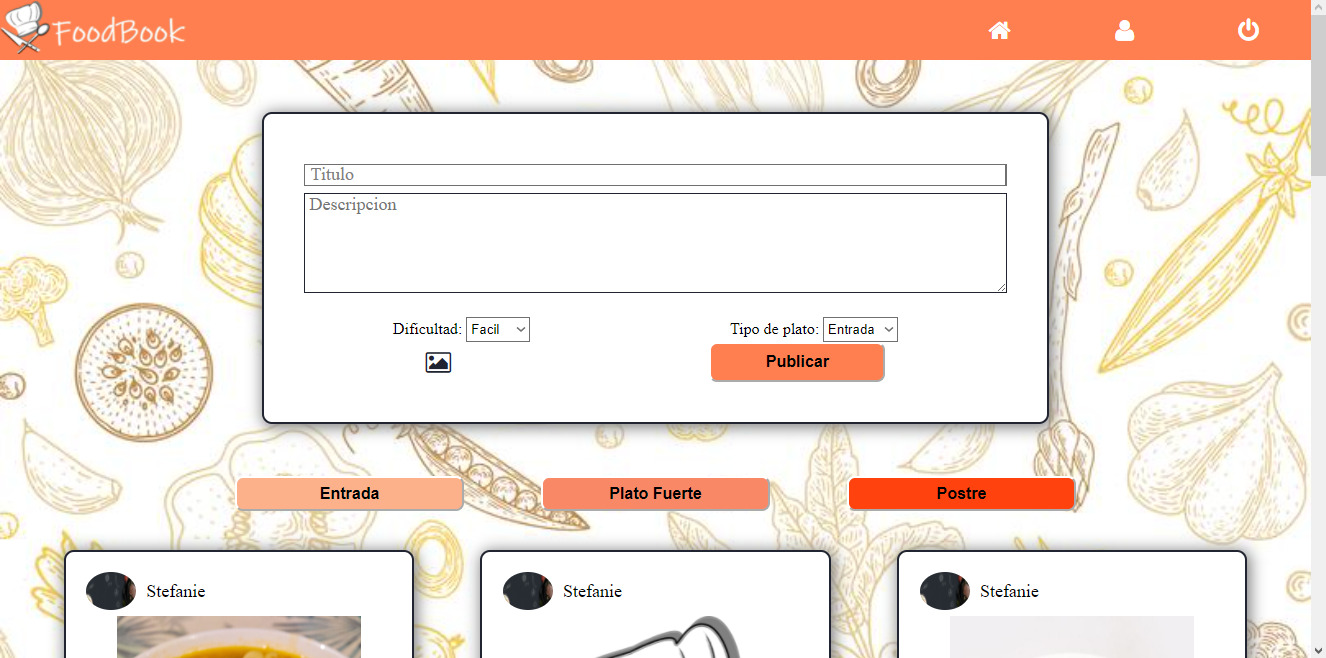 FoodBook
Titulo
Descripcion
Dificultad: Facil Tipo de plato: Entrada
Publicar
Entrada Plato Fuerte Postre
Stefanie Stefanie Stefanie